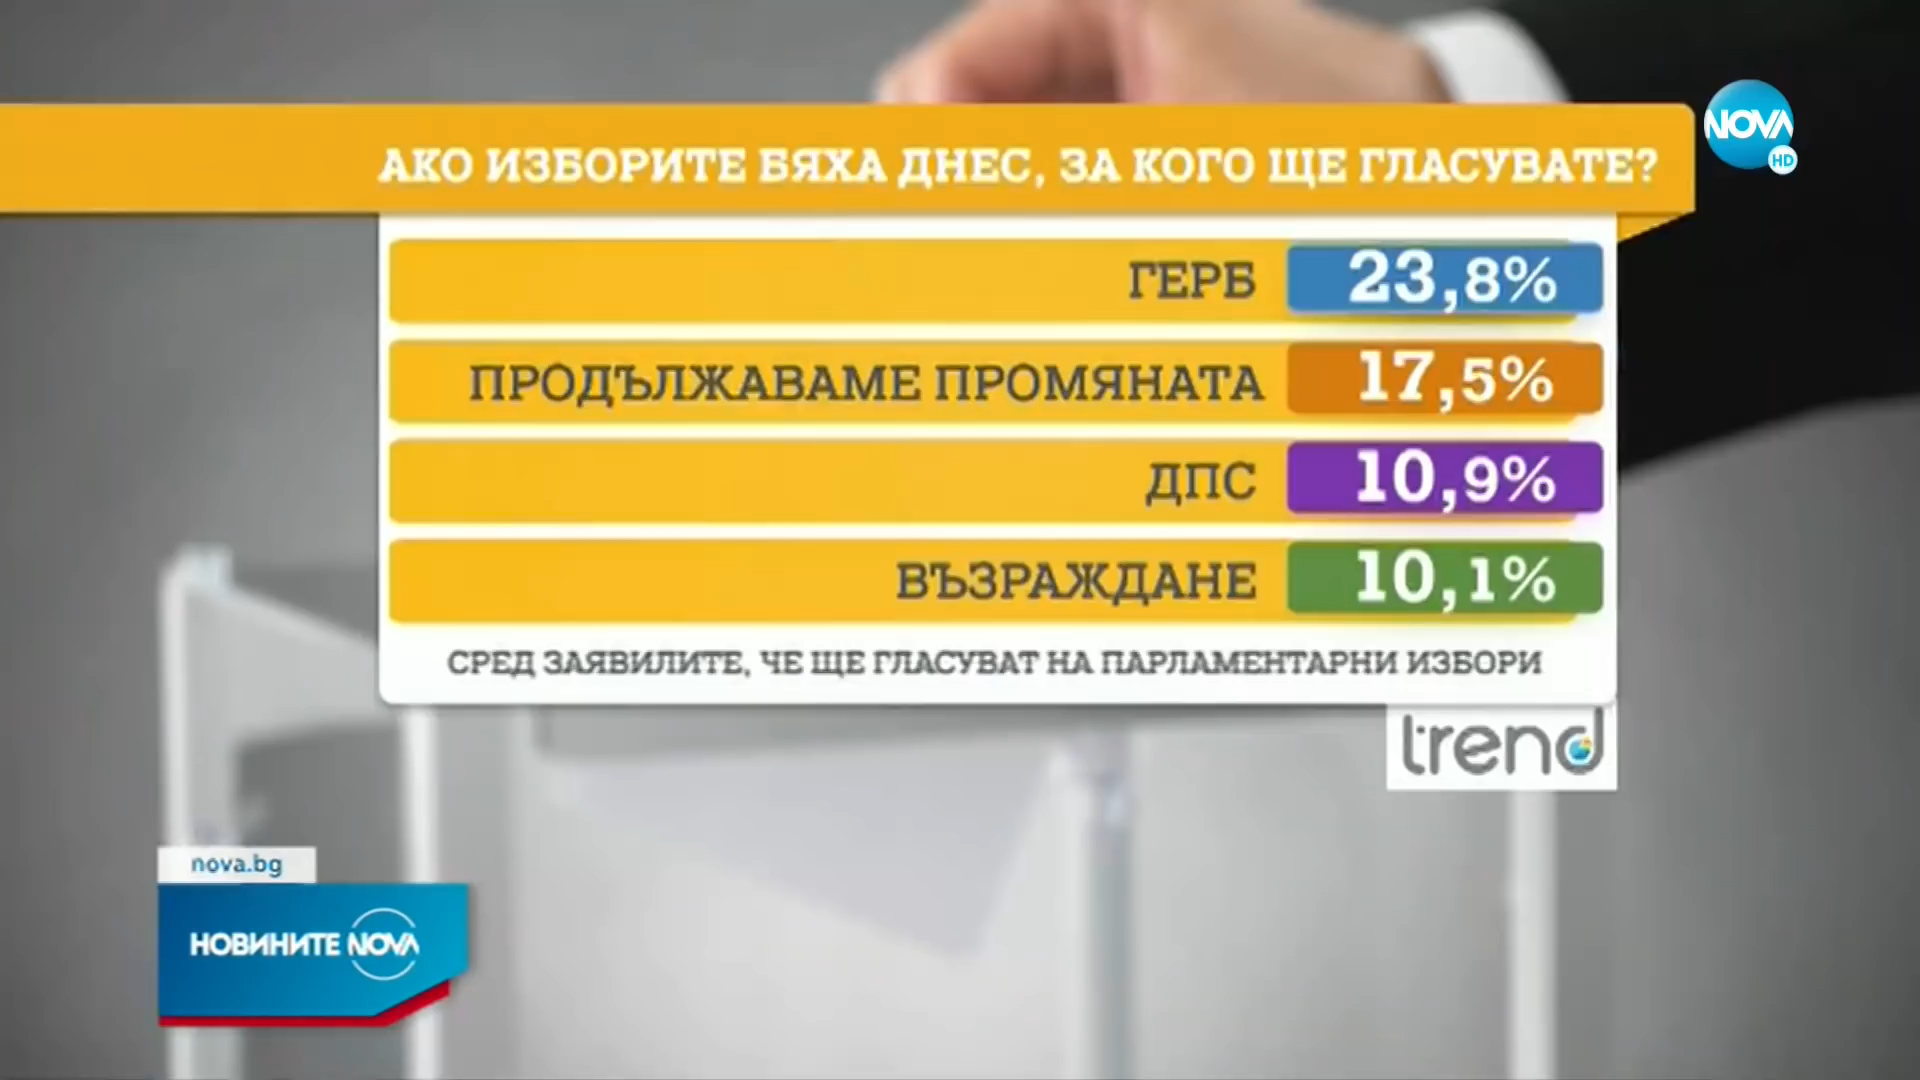 АКО ИЗБОРИТЕ БЯХА ДНЕС, ЗА КОГО ЩЕ ГЛАСУВАТЕ?
NOVA
HD
ГЕРБ 23,8%
ПРОДЪЛЖАВАМЕ ПРОМЯНАТА 17,5%
ДПС 10,9%
ВЪЗРАЖДАНЕ 10,1%
СРЕД ЗАЯВИЛИТЕ, ЧЕ ЩЕ ГЛАСУВАТ НА ПАРЛАМЕНТАРНИ ИЗБОРИ
trend
nova.bg
НОВИНИТЕ NOVA